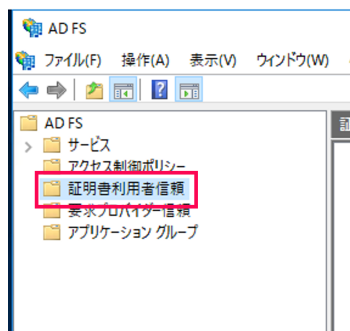 AD FS
ファイル(F) 操作(A) 表示(V) ウィンドウ(W)
AD FS
サービス
アクセス制御ポリシー
証明書利用者信頼
要求プロバイダー信頼
アプリケーション グループ